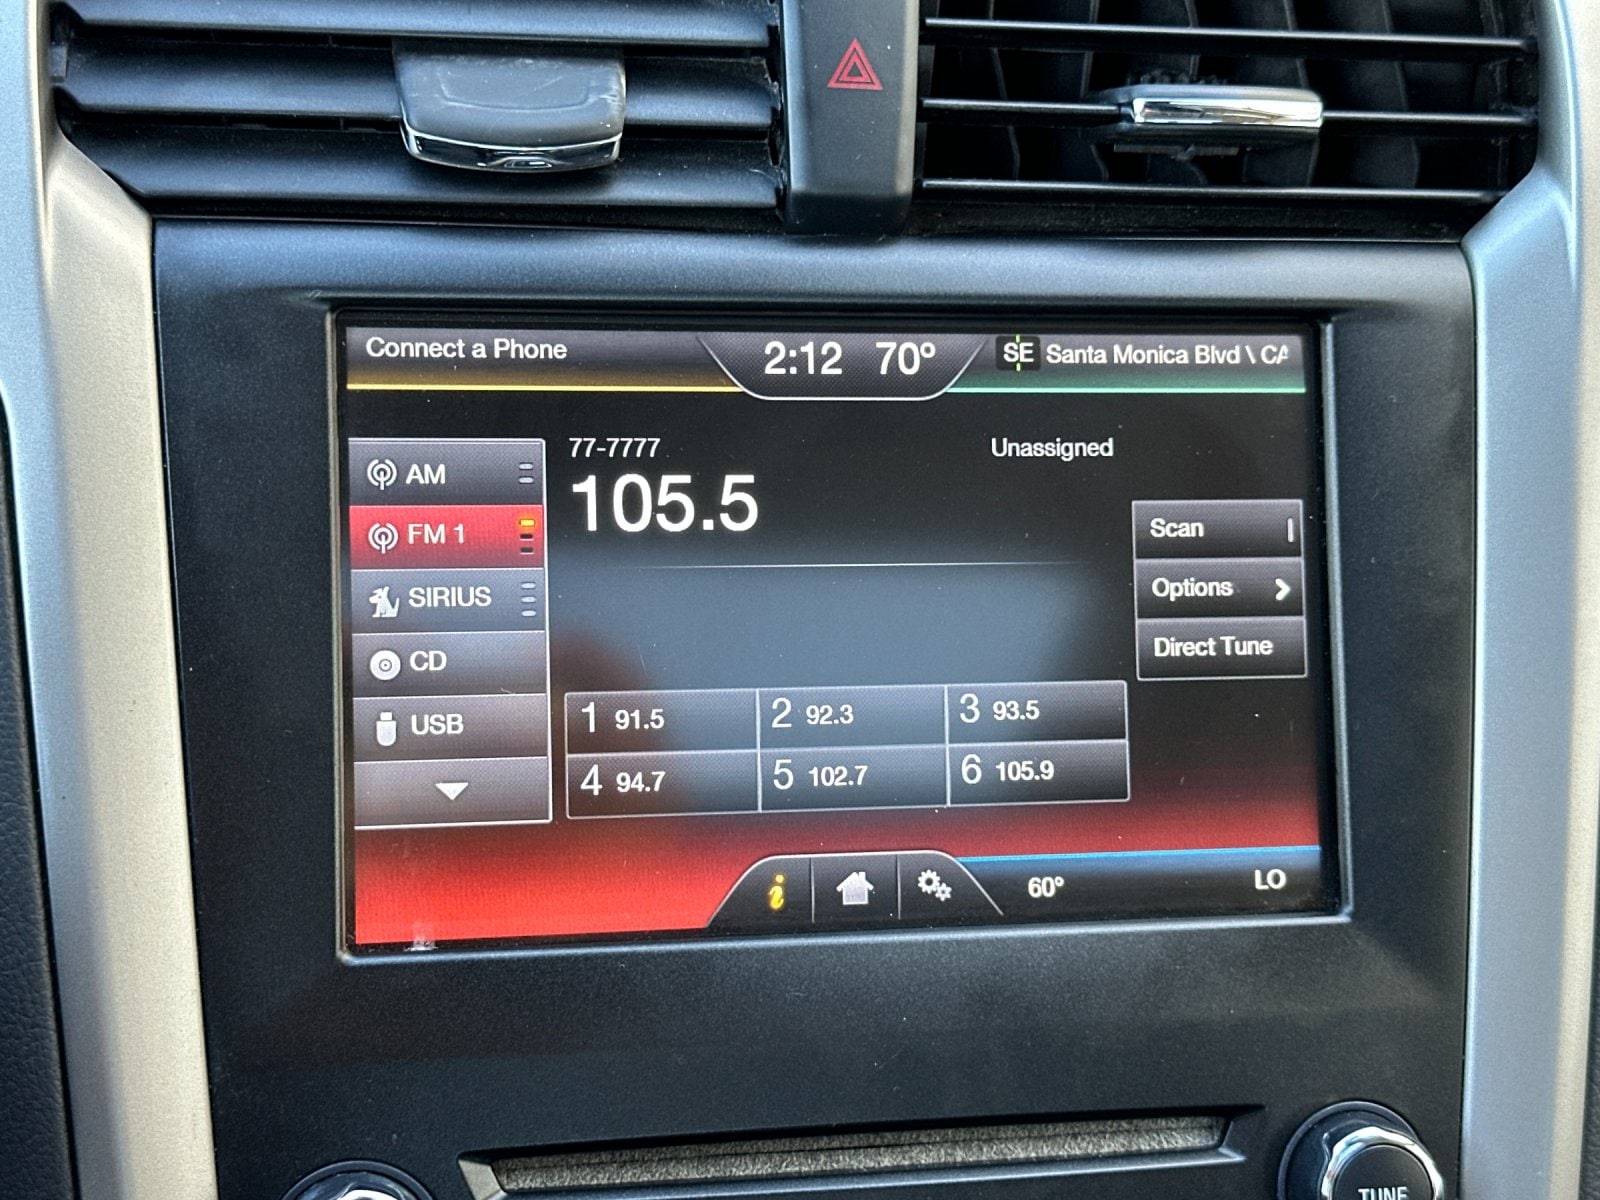 Connect a Phone
2:12 70°
SE Santa Monica Blvd \ CA
77-7777
Unassigned
105.5
AM
FM 1
SIRIUS
CD
USB
Scan
Options
Direct Tune
1 91.5
2 92.3
3 93.5
4 94.7
5 102.7
6 105.9
i
60°
LO
TUNE